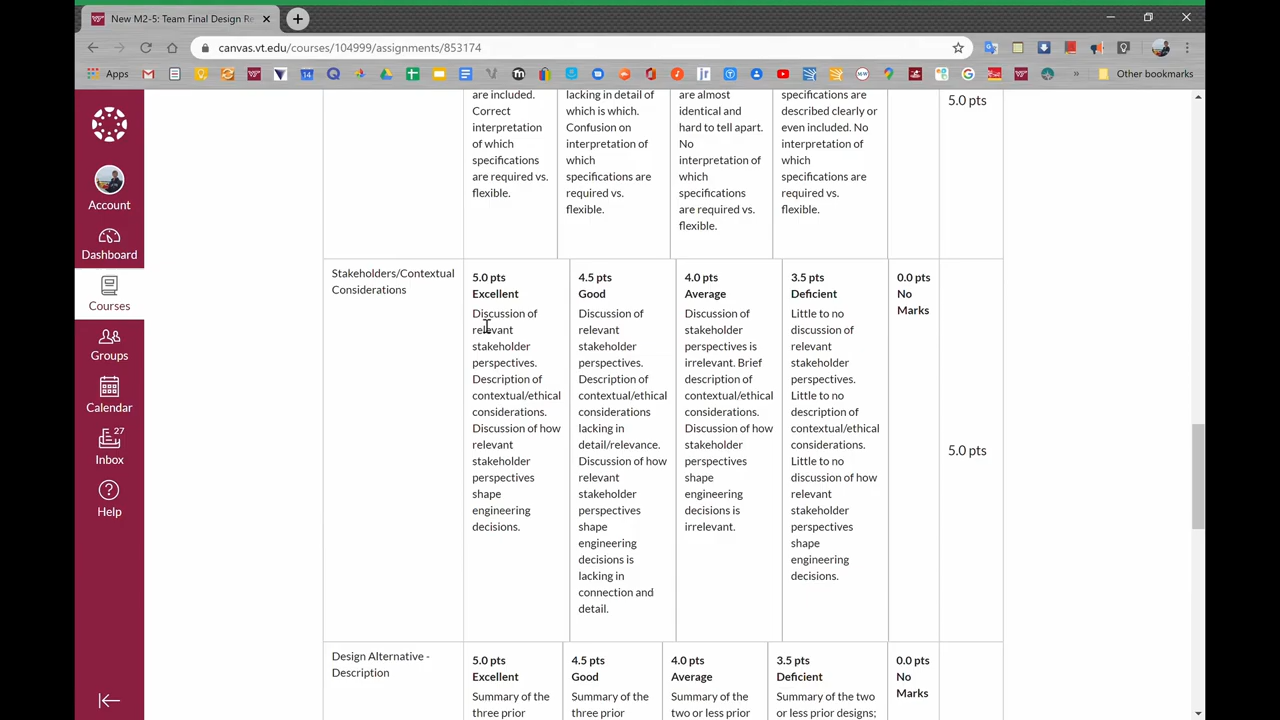 New M2-5: Team Final Design Re
canvas.vt.edu/courses/104999/assignments/853174
Apps
Other bookmarks
Account
Dashboard
Courses
Groups
Calendar
27
Inbox
Help
are included.
Correct
interpretation
of which
specifications
are required vs.
flexible.
lacking in detail of
which is which.
Confusion on
interpretation of
which
specifications are
required vs.
flexible.
are almost
identical and
hard to tell apart.
No
interpretation of
which
specifications
are required vs.
flexible.
specifications are
described clearly or
even included. No
interpretation of
which
specifications are
required vs.
flexible.
5.0 pts
Stakeholders/Contextual
Considerations
5.0 pts
Excellent
Discussion of
relevant
stakeholder
perspectives.
Description of
contextual/ethical
considerations.
Discussion of how
relevant
stakeholder
perspectives
shape
engineering
decisions.
4.5 pts
Good
Discussion of
relevant
stakeholder
perspectives.
Description of
contextual/ethical
considerations
lacking in
detail/relevance.
Discussion of how
relevant
stakeholder
perspectives
shape
engineering
decisions is
lacking in
connection and
detail.
4.0 pts
Average
Discussion of
stakeholder
perspectives is
irrelevant. Brief
description of
contextual/ethical
considerations.
Discussion of how
stakeholder
perspectives
shape
engineering
decisions is
irrelevant.
3.5 pts
Deficient
Little to no
discussion of
relevant
stakeholder
perspectives.
Little to no
description of
contextual/ethical
considerations.
Little to no
discussion of how
relevant
stakeholder
perspectives
shape
engineering
decisions.
0.0 pts
No
Marks
5.0 pts
Design Alternative -
Description
5.0 pts
Excellent
Summary of the
three prior
4.5 pts
Good
Summary of the
three prior
4.0 pts
Average
Summary of the
two or less prior
3.5 pts
Deficient
Summary of the two
or less prior designs;
0.0 pts
No
Marks